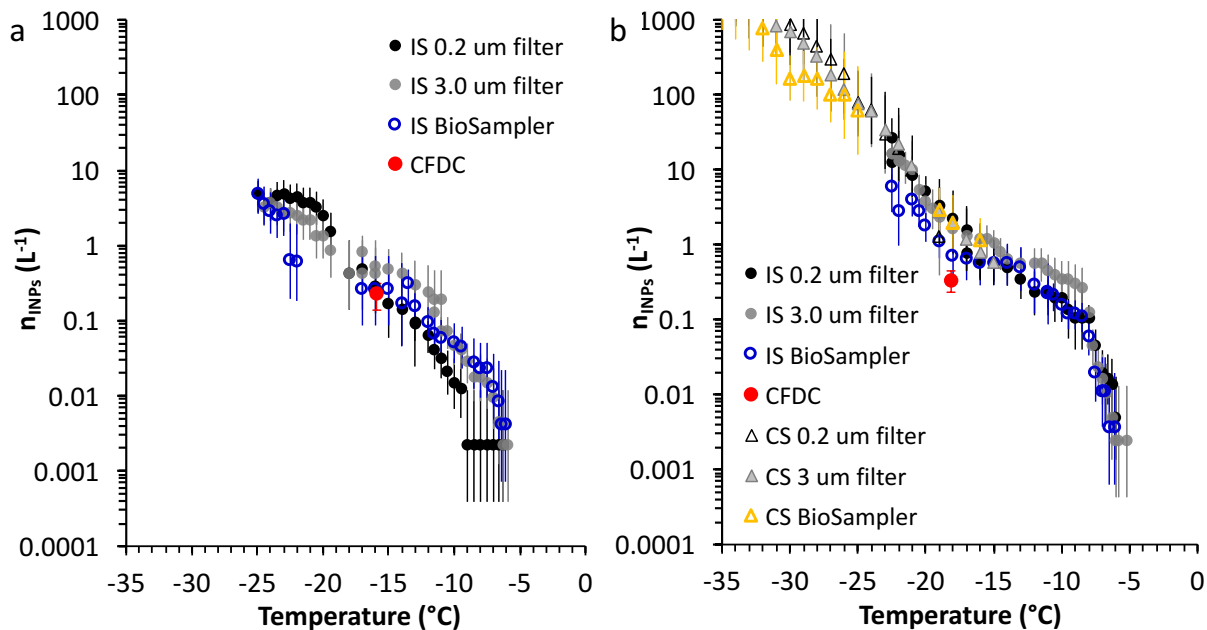 a
1000
100
10
1
0.1
0.01
0.001
0.0001
nINPs (L-1)
IS 0.2 um filter
IS 3.0 um filter
IS BioSampler
CFDC
-35 -30 -25 -20 -15 -10 -5 0
Temperature (°C)
b
1000
100
10
1
0.1
0.01
0.001
0.0001
nINPs (L-1)
IS 0.2 um filter
IS 3.0 um filter
IS BioSampler
CFDC
CS 0.2 um filter
CS 3 um filter
CS BioSampler
-35 -30 -25 -20 -15 -10 -5 0
Temperature (°C)